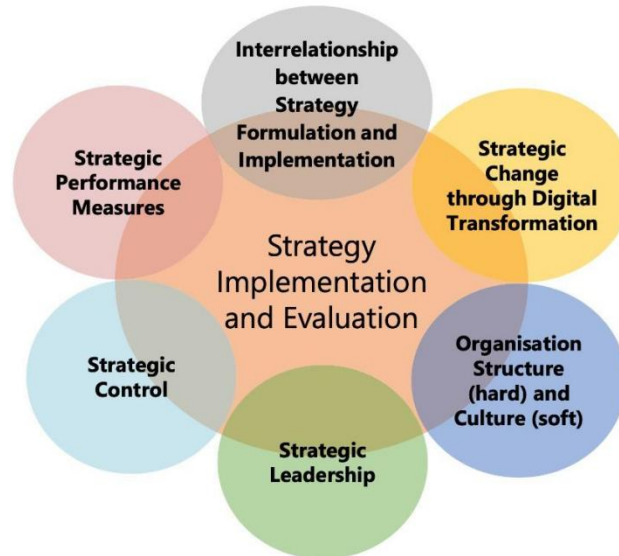 Interrelationship
between
Strategy
Formulation and
Implementation
Strategic
Performance
Measures
Strategic
Change
through Digital
Transformation
Strategy
Implementation
and Evaluation
Strategic
Control
Organisation
Structure
(hard) and
Culture (soft)
Strategic
Leadership